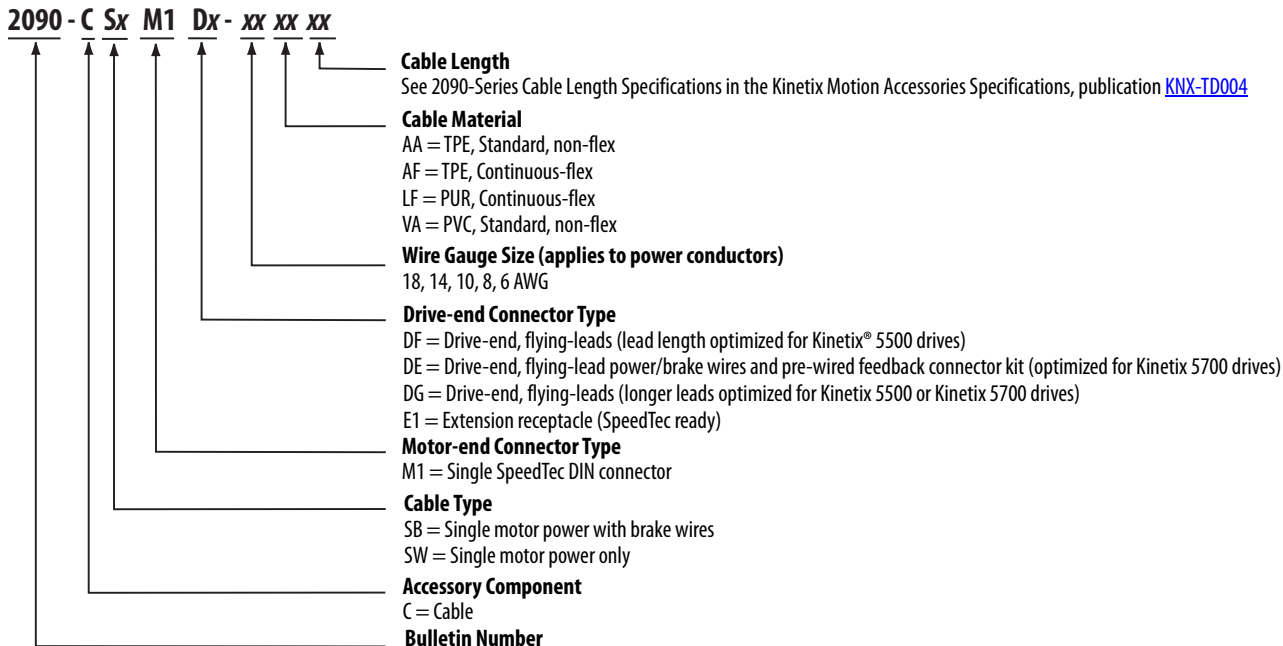 2090 - C Sx M1 Dx - xx xx xx
Cable Length
See 2090-Series Cable Length Specifications in the Kinetix Motion Accessories Specifications, publication KNX-TD004
Cable Material
AA = TPE, Standard, non-flex
AF = TPE, Continuous-flex
LF = PUR, Continuous-flex
VA = PVC, Standard, non-flex
Wire Gauge Size (applies to power conductors)
18, 14, 10, 8, 6 AWG
Drive-end Connector Type
DF = Drive-end, flying-leads (lead length optimized for Kinetix® 5500 drives)
DE = Drive-end, flying-lead power/brake wires and pre-wired feedback connector kit (optimized for Kinetix 5700 drives)
DG = Drive-end, flying-leads (longer leads optimized for Kinetix 5500 or Kinetix 5700 drives)
E1 = Extension receptacle (SpeedTec ready)
Motor-end Connector Type
M1 = Single SpeedTec DIN connector
Cable Type
SB = Single motor power with brake wires
SW = Single motor power only
Accessory Component
C = Cable
Bulletin Number